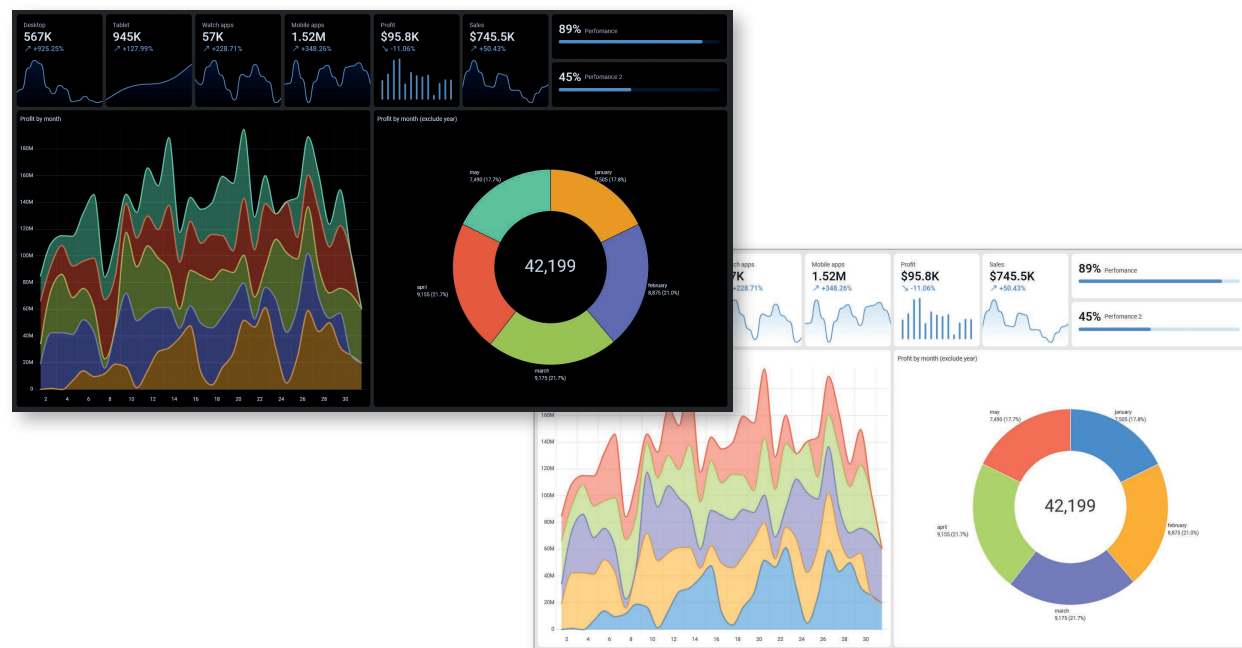 Desktop
567K
↗ +925.25%
Tablet
945K
↗ +127.99%
Watch apps
57K
↗ +228.71%
Mobile apps
1.52M
↗ +348.26%
Profit
$95.8K
↘ -11.06%
Sales
$745.5K
↗ +50.43%
89% Perfomance
45% Perfomance 2
Profit by month
180M
160M
140M
120M
100M
80M
60M
40M
20M
0
2 4 6 8 10 12 14 16 18 20 22 24 26 28 30
Profit by month (exclude year)
may
7,490 (17.7%)
january
7,505 (17.8%)
42,199
april
9,155 (21.7%)
february
8,875 (21.0%)
march
9,175 (21.7%)
ch apps
7K
+228.71%
Mobile apps
1.52M
↗ +348.26%
Profit
$95.8K
↘ -11.06%
Sales
$745.5K
↗ +50.43%
89% Perfomance
45% Perfomance 2
160M
140M
120M
100M
80M
60M
40M
20M
0
2 4 6 8 10 12 14 16 18 20 22 24 26 28 30
Profit by month (exclude year)
may
7,490 (17.7%)
january
7,505 (17.8%)
42,199
april
9,155 (21.7%)
february
8,875 (21.0%)
march
9,175 (21.7%)